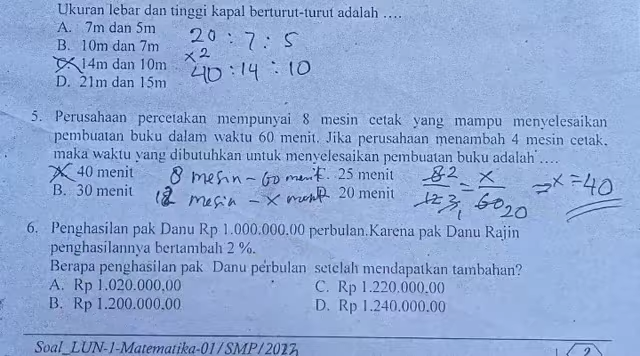 Ukuran lebar dan tinggi kapal berturut-turut adalah ....
A. 7m dan 5m
B. 10m dan 7m
C. 14m dan 10m
D. 21m dan 15m
20 : 7 : 5
x2
40 : 14 : 10
5. Perusahaan percetakan mempunyai 8 mesin cetak yang mampu menyelesaikan
pembuatan buku dalam waktu 60 menit. Jika perusahaan menambah 4 mesin cetak,
maka waktu yang dibutuhkan untuk menyelesaikan pembuatan buku adalah ....
A. 40 menit
B. 30 menit
C. 25 menit
D. 20 menit
8 mesin – 60 menit
12 mesin – x menit
8 2 / 12 3 1 = x / 60 20 ⇒ x = 40
6. Penghasilan pak Danu Rp 1.000.000,00 perbulan.Karena pak Danu Rajin
penghasilannya bertambah 2 %.
Berapa penghasilan pak Danu perbulan setelah mendapatkan tambahan?
A. Rp 1.020.000,00
B. Rp 1.200.000,00
C. Rp 1.220.000,00
D. Rp 1.240.000,00
Soal_LUN-1-Matematika-01/SMP/2013
2